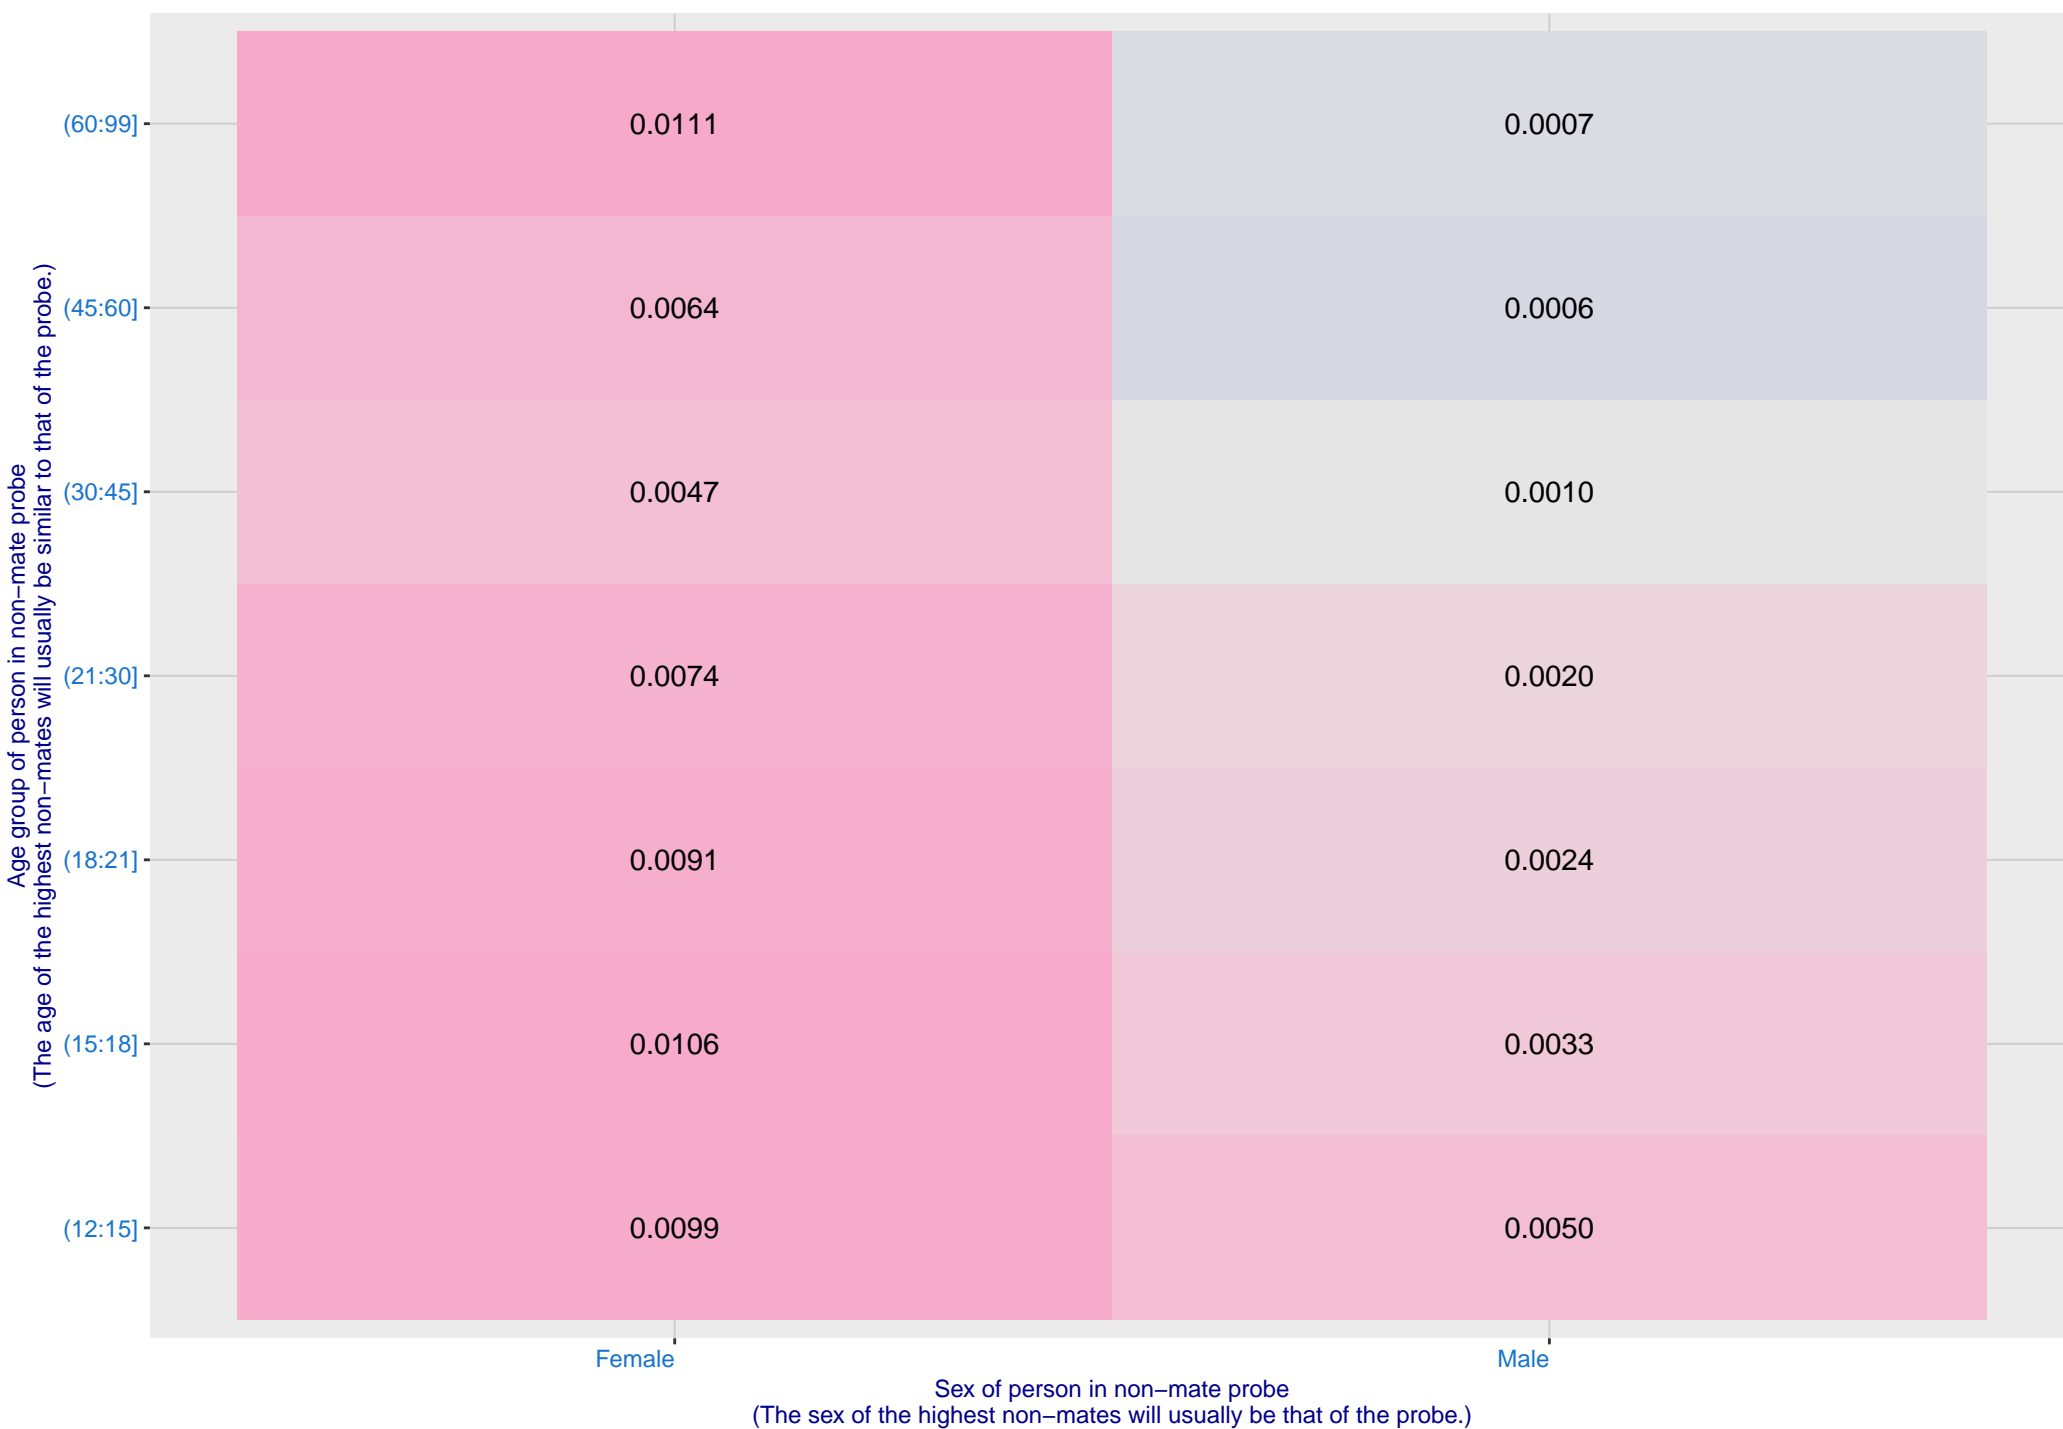 Age group of person in non−mate probe
(The age of the highest non−mates will usually be similar to that of the probe.)
(60:99] 0.0111 0.0007
(45:60] 0.0064 0.0006
(30:45] 0.0047 0.0010
(21:30] 0.0074 0.0020
(18:21] 0.0091 0.0024
(15:18] 0.0106 0.0033
(12:15] 0.0099 0.0050
Female Male
Sex of person in non−mate probe
(The sex of the highest non−mates will usually be that of the probe.)